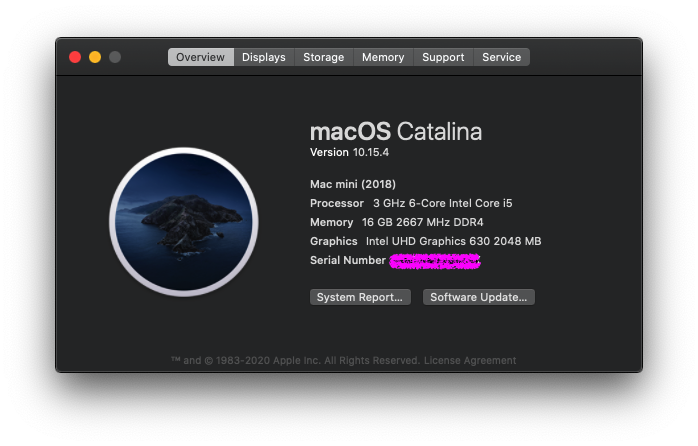 Overview Displays Storage Memory Support Service
macOS Catalina
Version 10.15.4
Mac mini (2018)
Processor 3 GHz 6-Core Intel Core i5
Memory 16 GB 2667 MHz DDR4
Graphics Intel UHD Graphics 630 2048 MB
Serial Number
System Report... Software Update...
™ and © 1983-2020 Apple Inc. All Rights Reserved. License Agreement